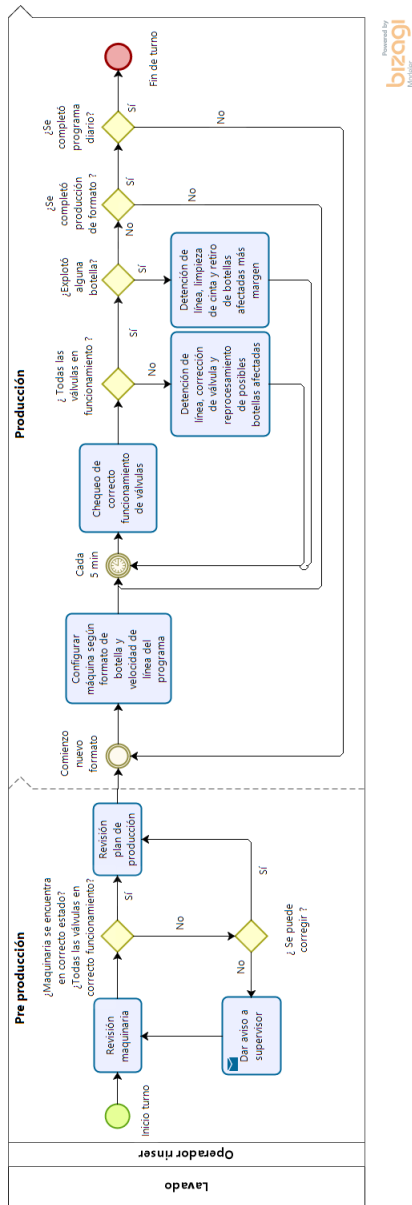 Lavado
Operador rinser
Pre producción
Inicio turno
Revisión
maquinaria
¿Maquinaria se encuentra
en correcto estado?
¿Todas las válvulas en
correcto funcionamiento?
Sí
No
Revisión
plan de
producción
¿ Se puede
corregir ?
Sí
No
Dar aviso a
supervisor
Producción
Comienzo nuevo
formato
Configurar
máquina según
formato de
botella y
velocidad de
línea del
programa
Cada
5 min
Chequeo de
correcto
funcionamiento
de válvulas
¿ Todas las
válvulas en
funcionamiento ?
Sí
No
Detención de
línea, corrección
de válvula y
reprocesamiento
de posibles
botellas afectadas
¿Explotó
alguna
botella?
Sí
No
Detención de
línea, limpieza
de cinta y retiro
de botellas
afectadas más
margen
¿Se
completó
producción
de formato ?
Sí
No
¿Se
completó
programa
diario?
Sí
No
Fin de turno
Powered by
bizagi
Modeler